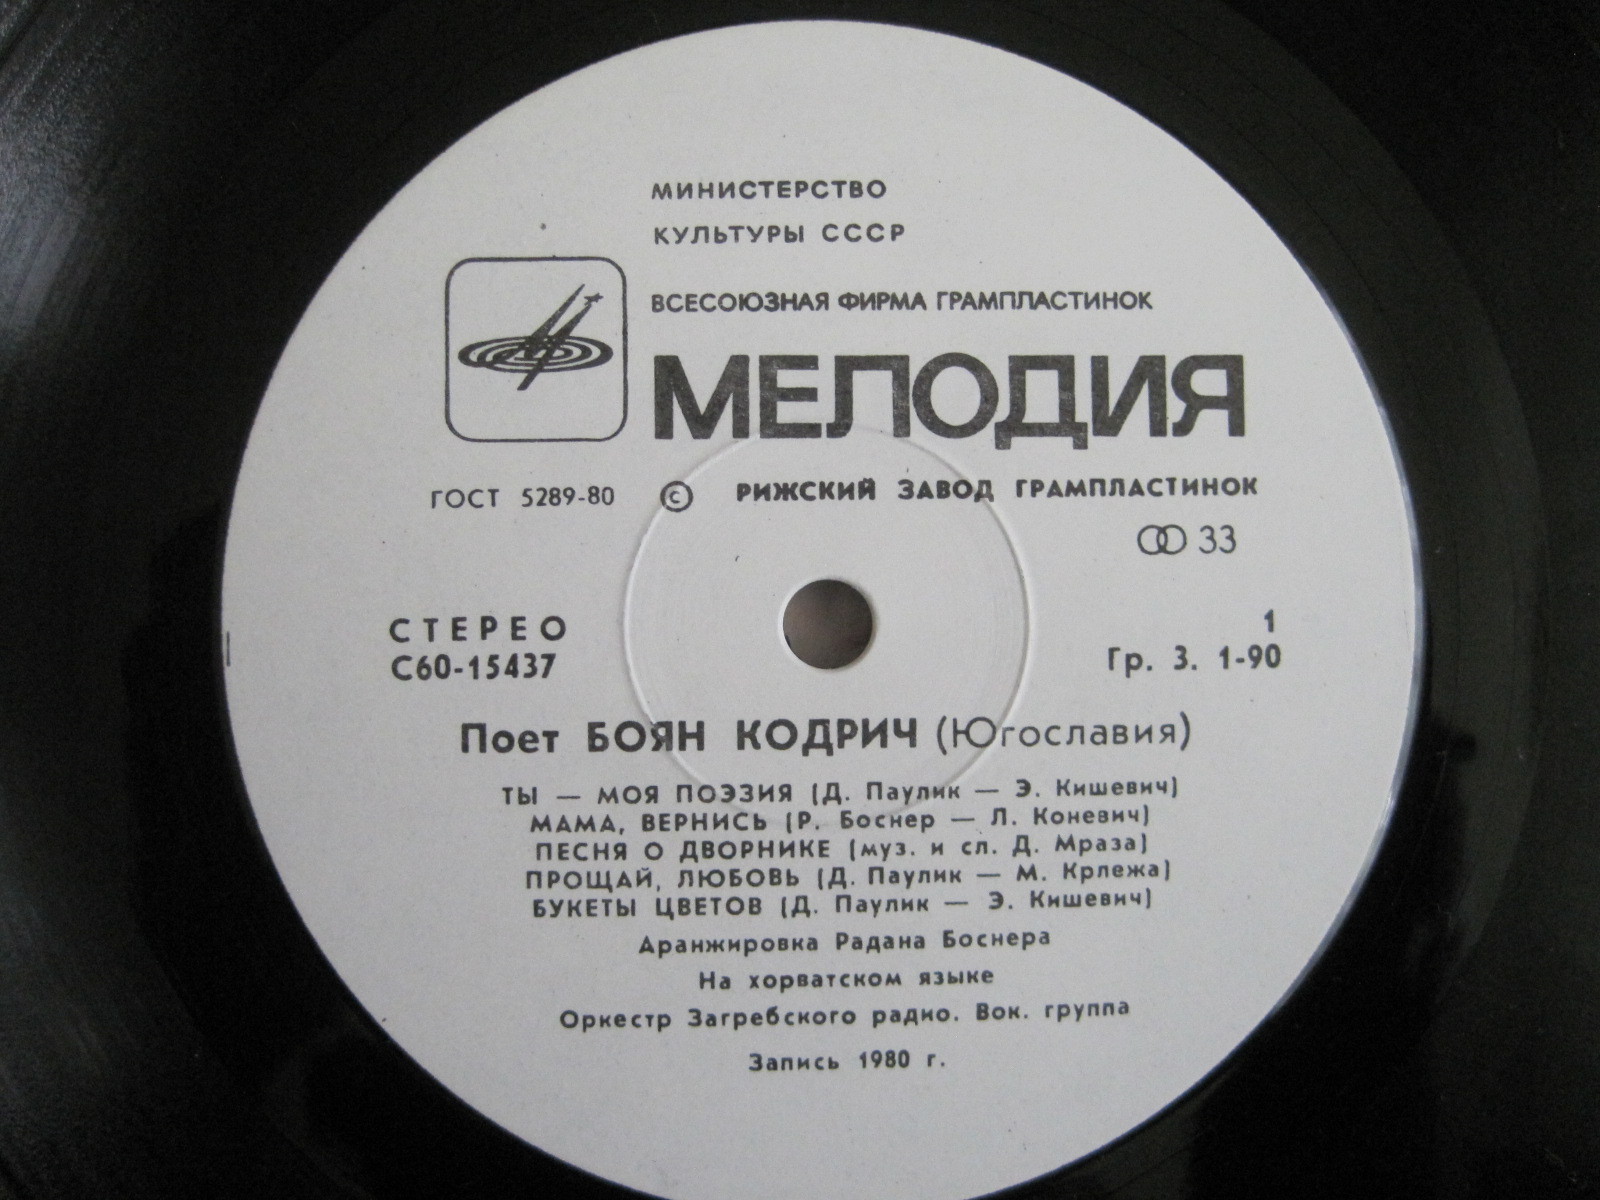 МИНИСТЕРСТВО
КУЛЬТУРЫ СССР
ВСЕСОЮЗНАЯ ФИРМА ГРАМПЛАСТИНОК
МЕЛОДИЯ
ГОСТ 5289-80 © РИЖСКИЙ ЗАВОД ГРАМПЛАСТИНОК
33
СТЕРЕО 1
С60-15437 Гр. 3. 1-90
Поет БОЯН КОДРИЧ (Югославия)
ТЫ — МОЯ ПОЭЗИЯ (Д. Паулик — Э. Кишевич)
МАМА, ВЕРНИСЬ (Р. Боснер — Л. Коневич)
ПЕСНЯ О ДВОРНИКЕ (муз. и сл. Д. Мраза)
ПРОЩАЙ, ЛЮБОВЬ (Д. Паулик — М. Крлежа)
БУКЕТЫ ЦВЕТОВ (Д. Паулик — Э. Кишевич)
Аранжировка Радана Боснера
На хорватском языке
Оркестр Загребского радио. Вок. группа
Запись 1980 г.